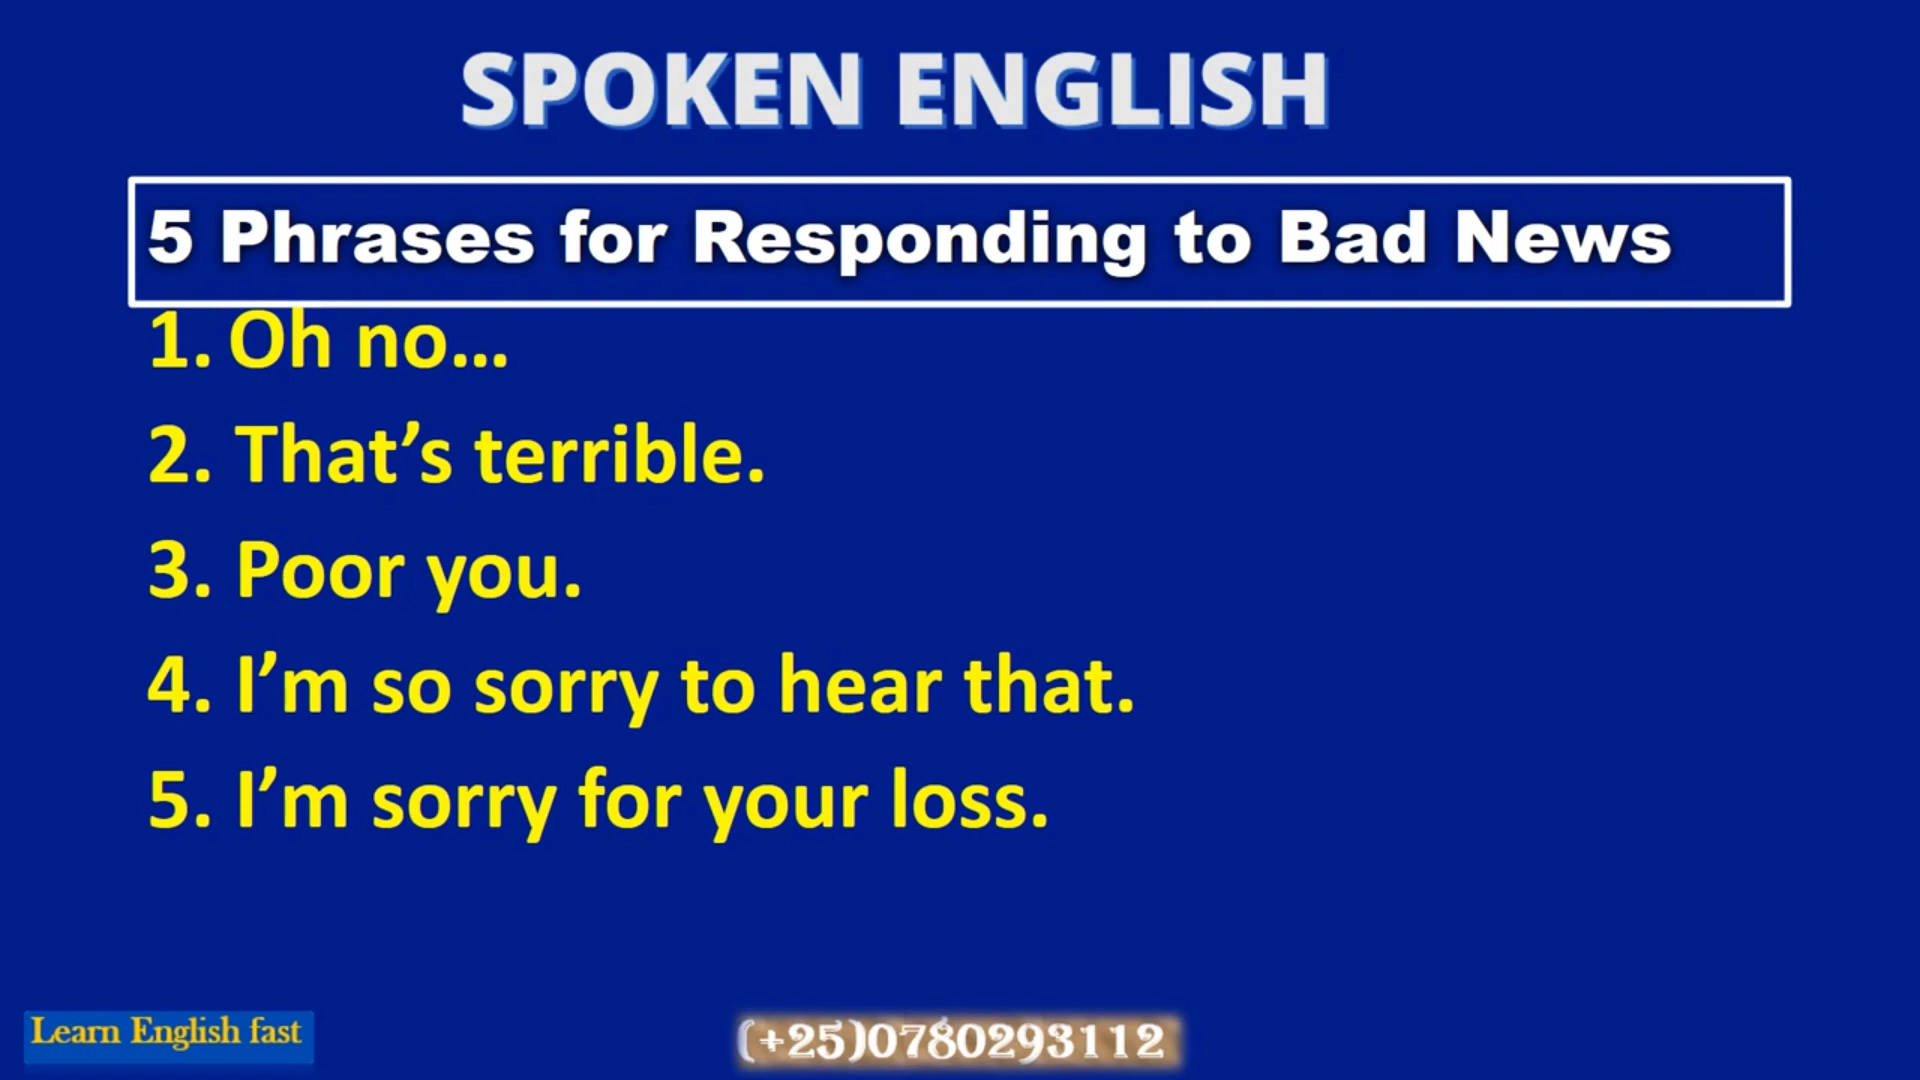 SPOKEN ENGLISH
5 Phrases for Responding to Bad News
1. Oh no...
2. That’s terrible.
3. Poor you.
4. I’m so sorry to hear that.
5. I’m sorry for your loss.
Learn English fast
(+25)0780293112